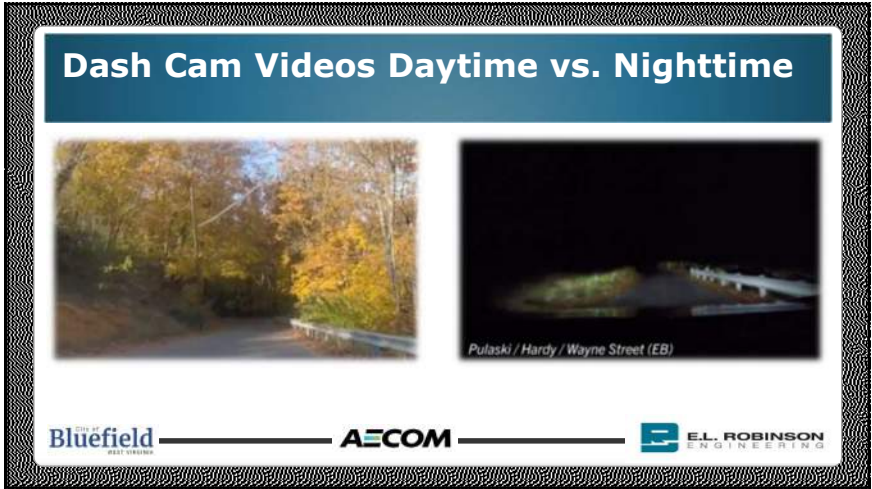 Dash Cam Videos Daytime vs. Nighttime
Pulaski / Hardy / Wayne Street (EB)
City of
Bluefield
WEST VIRGINIA
AECOM
E.L. ROBINSON
ENGINEERING